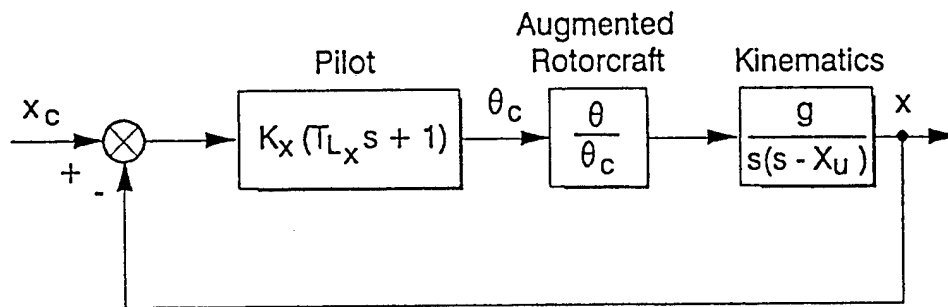 Pilot
Augmented
Rotorcraft
Kinematics
x_c
+
-
K_x (T_{L_x} s + 1)
θ_c
θ
θ_c
g
s(s - X_u)
x